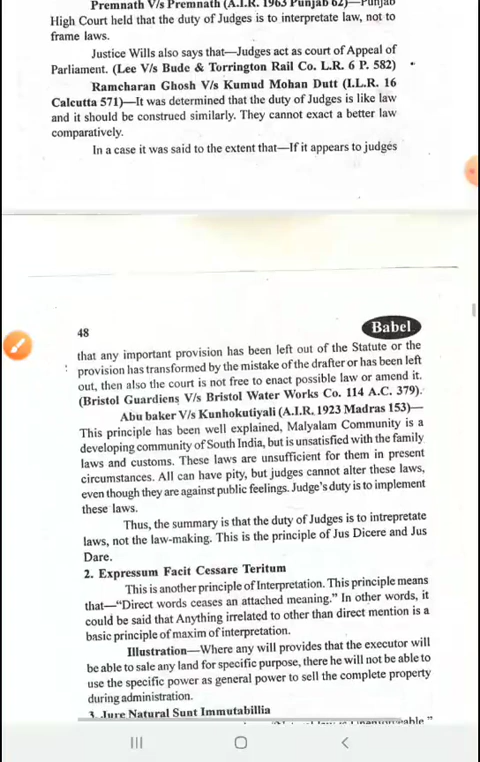 Premnath V/s Premnath (A.I.R. 1963 Punjab 62)—Punjab
High Court held that the duty of Judges is to interpretate law, not to
frame laws.
Justice Wills also says that—Judges act as court of Appeal of
Parliament. (Lee V/s Bude & Torrington Rail Co. L.R. 6 P. 582)
Ramcharan Ghosh V/s Kumud Mohan Dutt (I.L.R. 16
Calcutta 571)—It was determined that the duty of Judges is like law
and it should be construed similarly. They cannot exact a better law
comparatively.
In a case it was said to the extent that—If it appears to judges
48
Babel
that any important provision has been left out of the Statute or the
provision has transformed by the mistake of the drafter or has been left
out, then also the court is not free to enact possible law or amend it.
(Bristol Guardiens V/s Bristol Water Works Co. 114 A.C. 379).
Abu baker V/s Kunhokutiyali (A.I.R. 1923 Madras 153)—
This principle has been well explained, Malyalam Community is a
developing community of South India, but is unsatisfied with the family
laws and customs. These laws are unsufficient for them in present
circumstances. All can have pity, but judges cannot alter these laws,
even though they are against public feelings. Judge's duty is to implement
these laws.
Thus, the summary is that the duty of Judges is to intrepretate
laws, not the law-making. This is the principle of Jus Dicere and Jus
Dare.
2. Expressum Facit Cessare Teritum
This is another principle of Interpretation. This principle means
that—“Direct words ceases an attached meaning.” In other words, it
could be said that Anything irrelated to other than direct mention is a
basic principle of maxim of interpretation.
Illustration—Where any will provides that the executor will
be able to sale any land for specific purpose, there he will not be able to
use the specific power as general power to sell the complete property
during administration.
3. Jure Natural Sunt Immutabillia